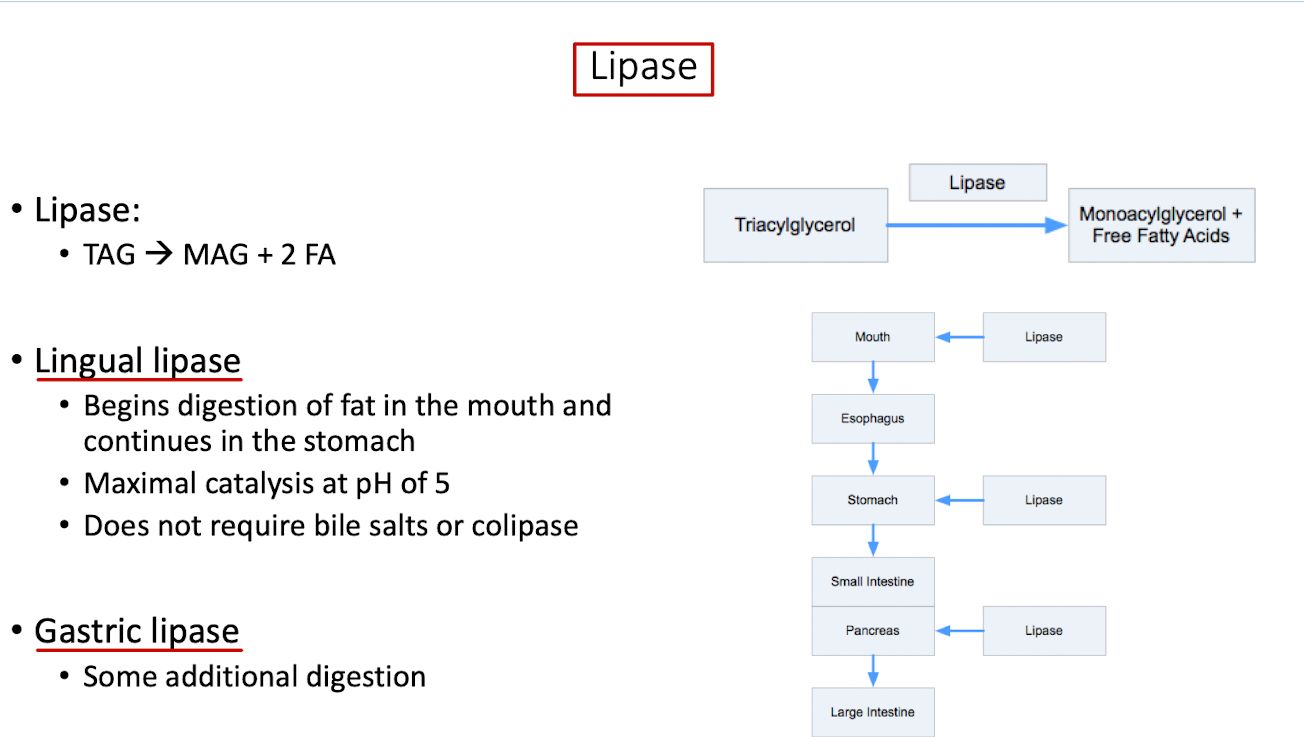 Lipase
• Lipase:
• TAG → MAG + 2 FA
• Lingual lipase
• Begins digestion of fat in the mouth and
continues in the stomach
• Maximal catalysis at pH of 5
• Does not require bile salts or colipase
• Gastric lipase
• Some additional digestion
Lipase
Triacylglycerol
Monoacylglycerol +
Free Fatty Acids
Mouth
Lipase
Esophagus
Stomach
Lipase
Small Intestine
Pancreas
Lipase
Large Intestine